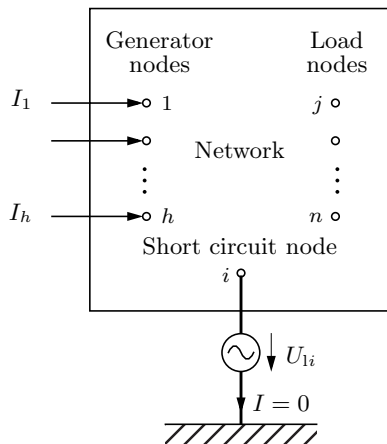 Generator nodes
Load nodes
I₁
1
j
Network
Iₕ
h
n
Short circuit node
i
U₁ᵢ
I = 0